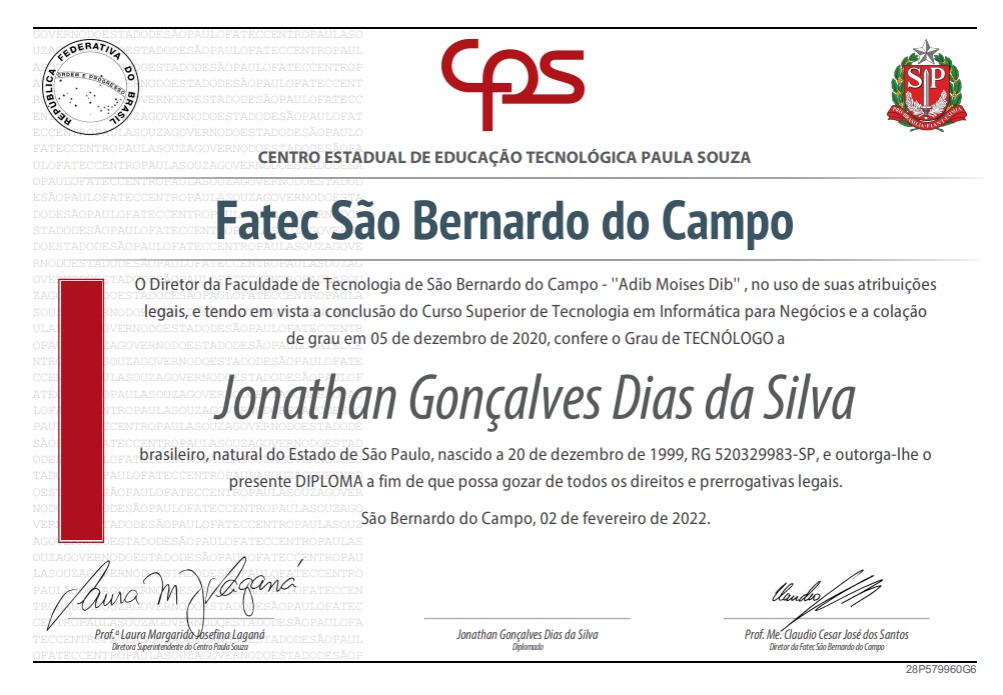 REPÚBLICA FEDERATIVA DO BRASIL
ORDEM E PROGRESSO
cps
SP
CENTRO ESTADUAL DE EDUCAÇÃO TECNOLÓGICA PAULA SOUZA
Fatec São Bernardo do Campo
O Diretor da Faculdade de Tecnologia de São Bernardo do Campo - "Adib Moises Dib" , no uso de suas atribuições
legais, e tendo em vista a conclusão do Curso Superior de Tecnologia em Informática para Negócios e a colação
de grau em 05 de dezembro de 2020, confere o Grau de TECNÓLOGO a
Jonathan Gonçalves Dias da Silva
brasileiro, natural do Estado de São Paulo, nascido a 20 de dezembro de 1999, RG 520329983-SP, e outorga-lhe o
presente DIPLOMA a fim de que possa gozar de todos os direitos e prerrogativas legais.
São Bernardo do Campo, 02 de fevereiro de 2022.
Laura M J Laganá
Claudio
Prof.ª Laura Margarida Josefina Laganá
Diretora Superintendente do Centro Paula Souza
Jonathan Gonçalves Dias da Silva
Diplomado
Prof. Me. Claudio Cesar José dos Santos
Diretor da Fatec São Bernardo do Campo
28P579960G6